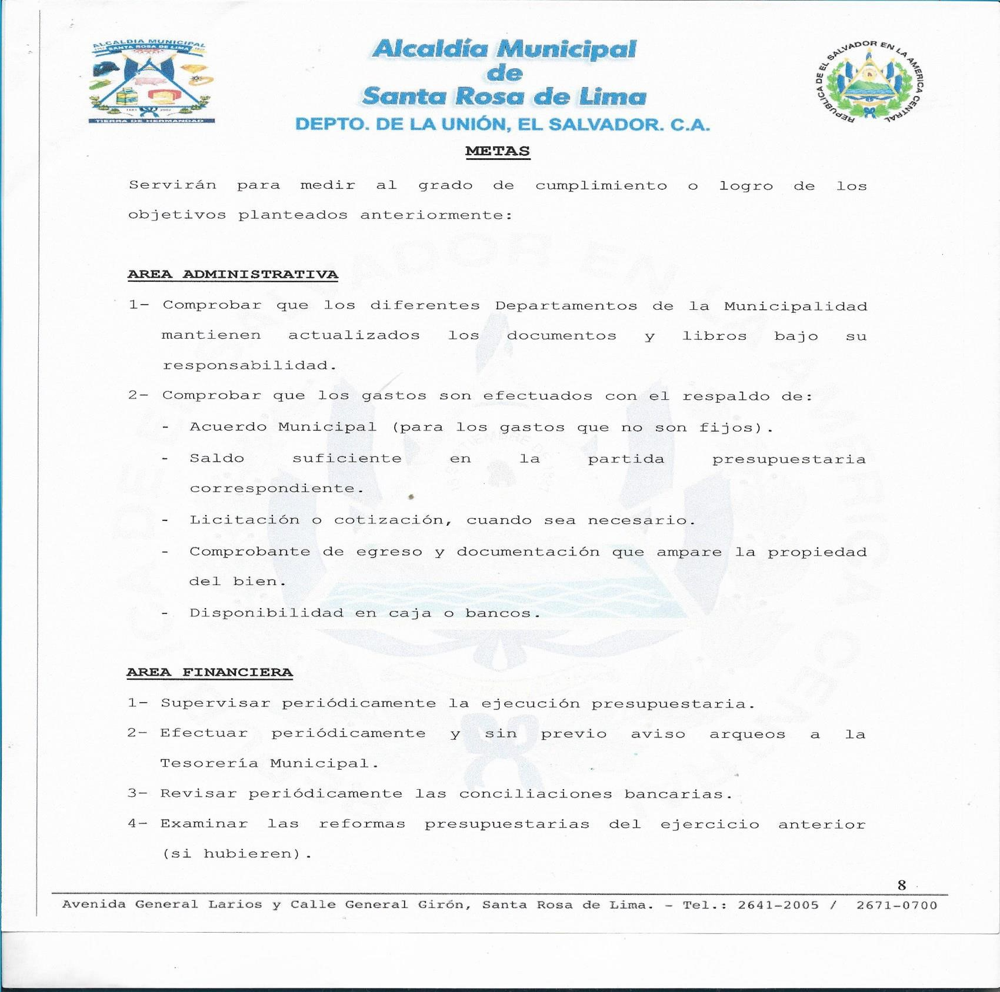 ALCALDIA MUNICIPAL
SANTA ROSA DE LIMA
TIERRA DE HERMANDAD
REPUBLICA DE EL SALVADOR EN LA AMERICA CENTRAL
Alcaldía Municipal
de
Santa Rosa de Lima
DEPTO. DE LA UNIÓN, EL SALVADOR. C.A.
METAS
Servirán para medir al grado de cumplimiento o logro de los
objetivos planteados anteriormente:
AREA ADMINISTRATIVA
1- Comprobar que los diferentes Departamentos de la Municipalidad
mantienen actualizados los documentos y libros bajo su
responsabilidad.
2- Comprobar que los gastos son efectuados con el respaldo de:
- Acuerdo Municipal (para los gastos que no son fijos).
- Saldo suficiente en la partida presupuestaria
correspondiente.
- Licitación o cotización, cuando sea necesario.
- Comprobante de egreso y documentación que ampare la propiedad
del bien.
- Disponibilidad en caja o bancos.
AREA FINANCIERA
1- Supervisar periódicamente la ejecución presupuestaria.
2- Efectuar periódicamente y sin previo aviso arqueos a la
Tesorería Municipal.
3- Revisar periódicamente las conciliaciones bancarias.
4- Examinar las reformas presupuestarias del ejercicio anterior
(si hubieren).
8
Avenida General Larios y Calle General Girón, Santa Rosa de Lima. - Tel.: 2641-2005 / 2671-0700